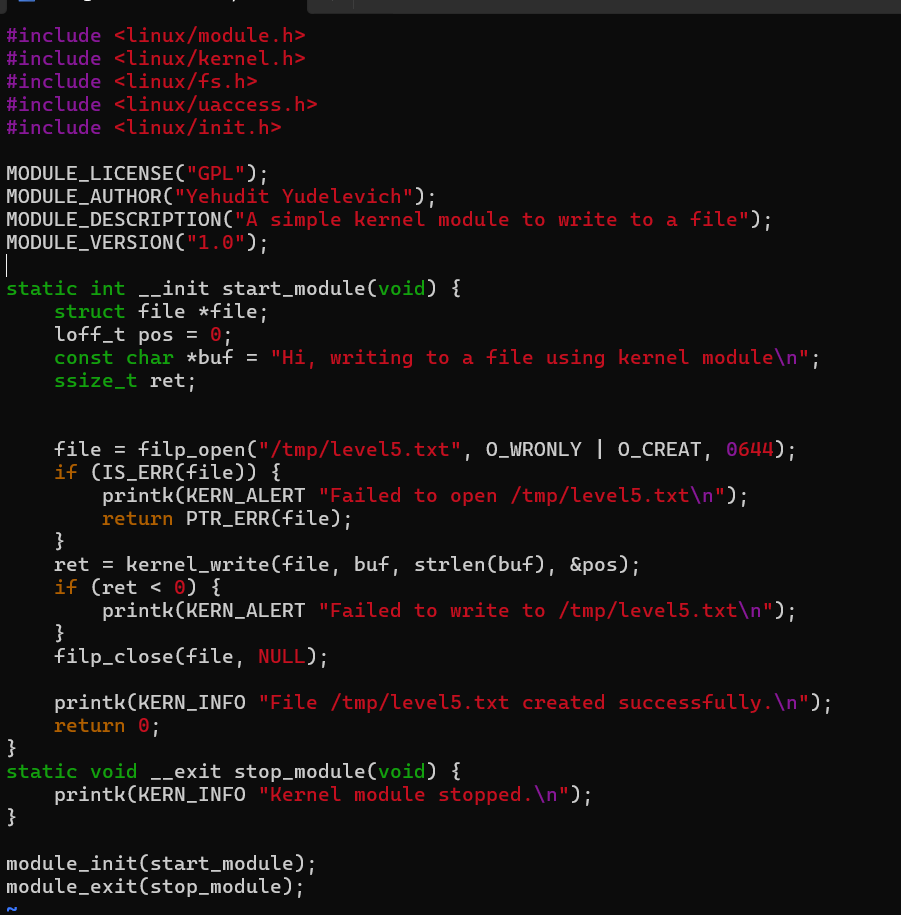 #include <linux/module.h>
#include <linux/kernel.h>
#include <linux/fs.h>
#include <linux/uaccess.h>
#include <linux/init.h>

MODULE_LICENSE("GPL");
MODULE_AUTHOR("Yehudit Yudelevich");
MODULE_DESCRIPTION("A simple kernel module to write to a file");
MODULE_VERSION("1.0");

static int __init start_module(void) {
    struct file *file;
    loff_t pos = 0;
    const char *buf = "Hi, writing to a file using kernel module\n";
    ssize_t ret;


    file = filp_open("/tmp/level5.txt", O_WRONLY | O_CREAT, 0644);
    if (IS_ERR(file)) {
        printk(KERN_ALERT "Failed to open /tmp/level5.txt\n");
        return PTR_ERR(file);
    }
    ret = kernel_write(file, buf, strlen(buf), &pos);
    if (ret < 0) {
        printk(KERN_ALERT "Failed to write to /tmp/level5.txt\n");
    }
    filp_close(file, NULL);

    printk(KERN_INFO "File /tmp/level5.txt created successfully.\n");
    return 0;
}
static void __exit stop_module(void) {
    printk(KERN_INFO "Kernel module stopped.\n");
}

module_init(start_module);
module_exit(stop_module);
~